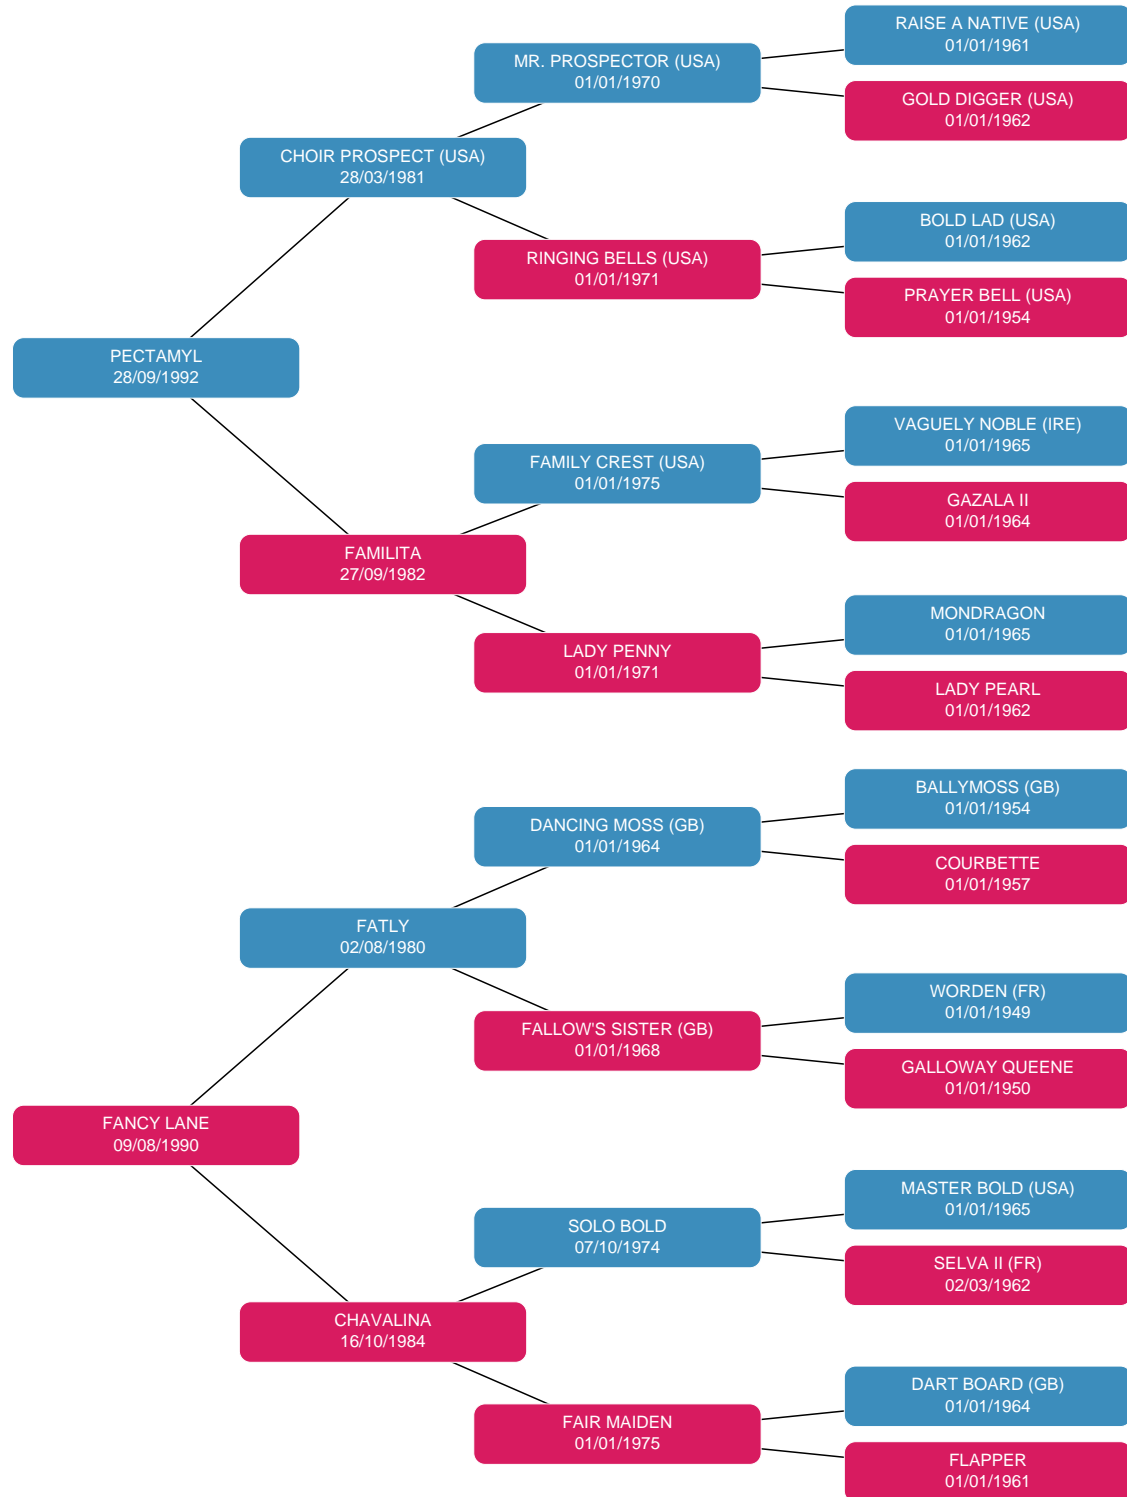 RAISE A NATIVE (USA)
01/01/1961
MR. PROSPECTOR (USA)
01/01/1970
GOLD DIGGER (USA)
01/01/1962
CHOIR PROSPECT (USA)
28/03/1981
BOLD LAD (USA)
01/01/1962
RINGING BELLS (USA)
01/01/1971
PRAYER BELL (USA)
01/01/1954
PECTAMYL
28/09/1992
VAGUELY NOBLE (IRE)
01/01/1965
FAMILY CREST (USA)
01/01/1975
GAZALA II
01/01/1964
FAMILITA
27/09/1982
MONDRAGON
01/01/1965
LADY PENNY
01/01/1971
LADY PEARL
01/01/1962
BALLYMOSS (GB)
01/01/1954
DANCING MOSS (GB)
01/01/1964
COURBETTE
01/01/1957
FATLY
02/08/1980
WORDEN (FR)
01/01/1949
FALLOW'S SISTER (GB)
01/01/1968
GALLOWAY QUEENE
01/01/1950
FANCY LANE
09/08/1990
MASTER BOLD (USA)
01/01/1965
SOLO BOLD
07/10/1974
SELVA II (FR)
02/03/1962
CHAVALINA
16/10/1984
DART BOARD (GB)
01/01/1964
FAIR MAIDEN
01/01/1975
FLAPPER
01/01/1961